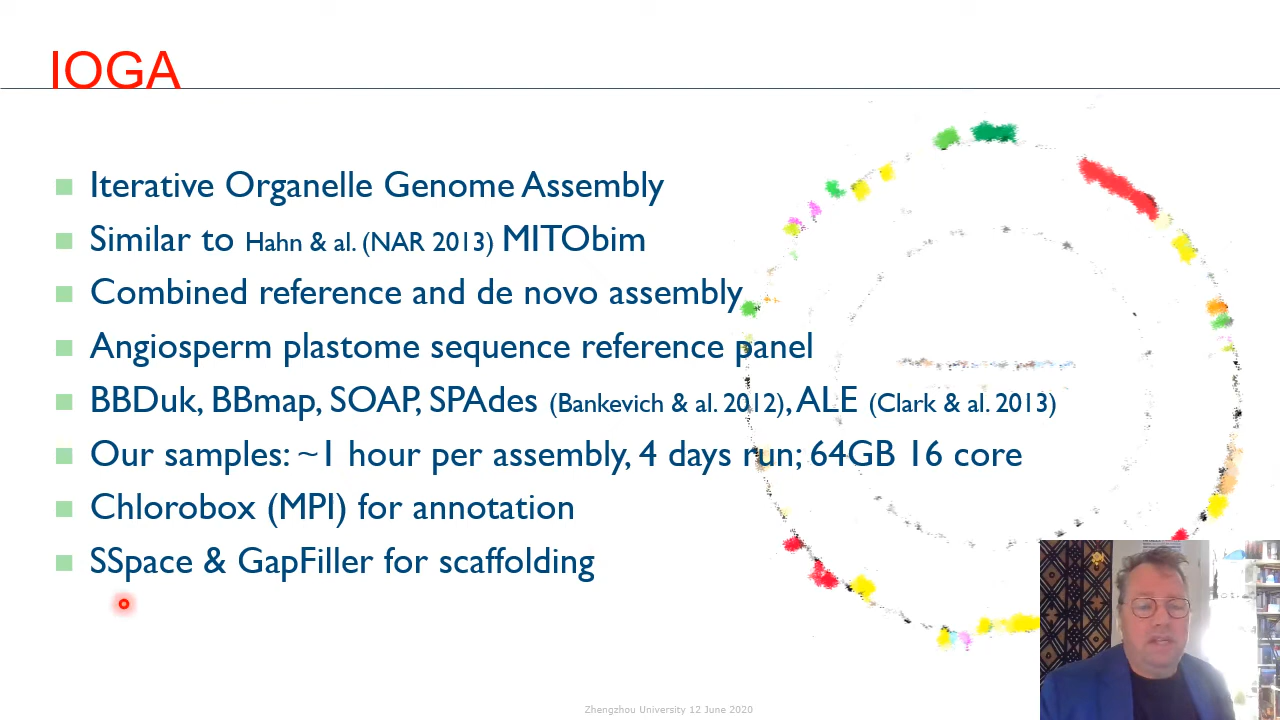 IOGA
Iterative Organelle Genome Assembly
Similar to Hahn & al. (NAR 2013) MITObim
Combined reference and de novo assembly
Angiosperm plastome sequence reference panel
BBDuk, BBmap, SOAP, SPAdes (Bankevich & al. 2012), ALE (Clark & al. 2013)
Our samples: ~1 hour per assembly, 4 days run; 64GB 16 core
Chlorobox (MPI) for annotation
SSpace & GapFiller for scaffolding
Zhengzhou University 12 June 2020